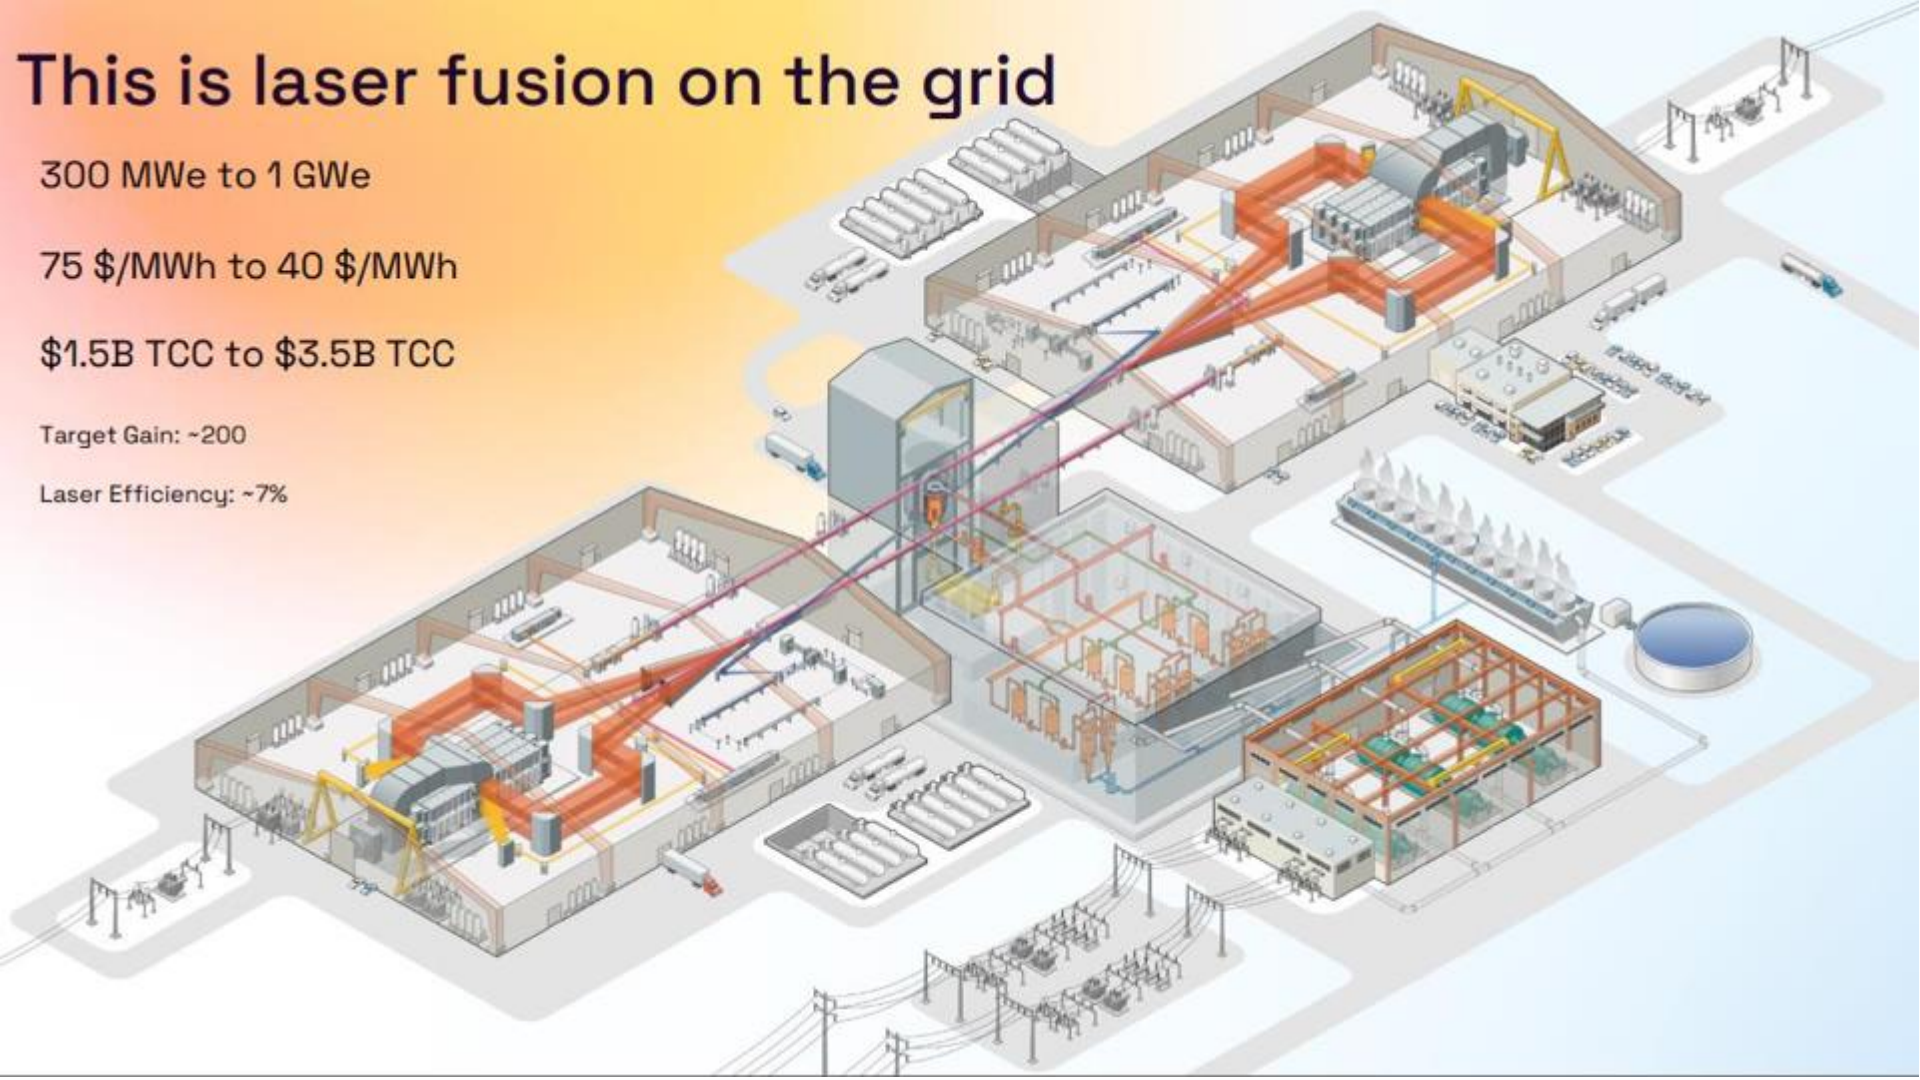 This is laser fusion on the grid
300 MWe to 1 GWe
75 $/MWh to 40 $/MWh
$1.5B TCC to $3.5B TCC
Target Gain: ~200
Laser Efficiency: ~7%